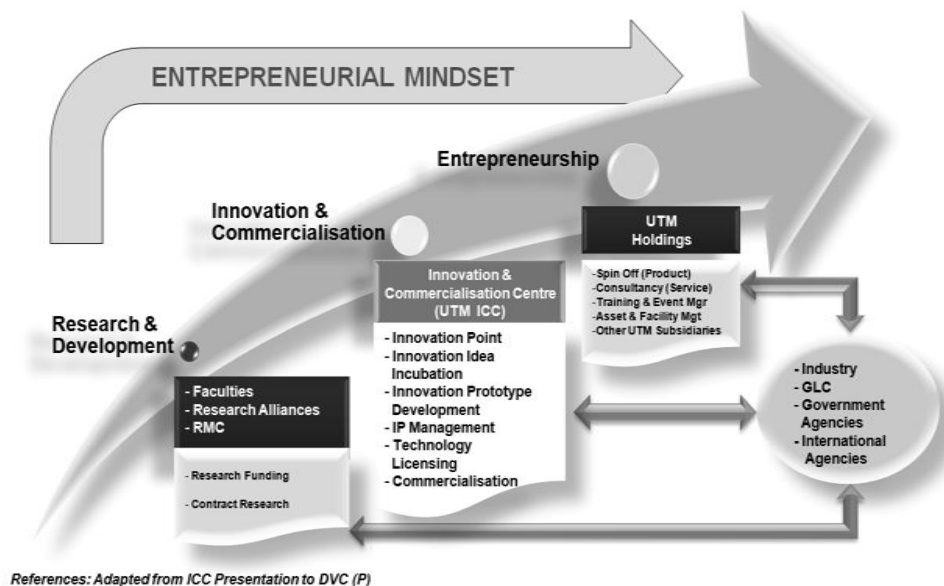 ENTREPRENEURIAL MINDSET
Entrepreneurship
UTM
Holdings
-Spin Off (Product)
-Consultancy (Service)
-Training & Event Mgr
-Asset & Facility Mgt
-Other UTM Subsidiaries
Innovation &
Commercialisation
Innovation &
Commercialisation Centre
(UTM ICC)
- Innovation Point
- Innovation Idea
Incubation
- Innovation Prototype
Development
- IP Management
- Technology
Licensing
- Commercialisation
Research &
Development
- Faculties
- Research Alliances
- RMC
- Research Funding
- Contract Research
- Industry
- GLC
- Government
Agencies
- International
Agencies
References: Adapted from ICC Presentation to DVC (P)